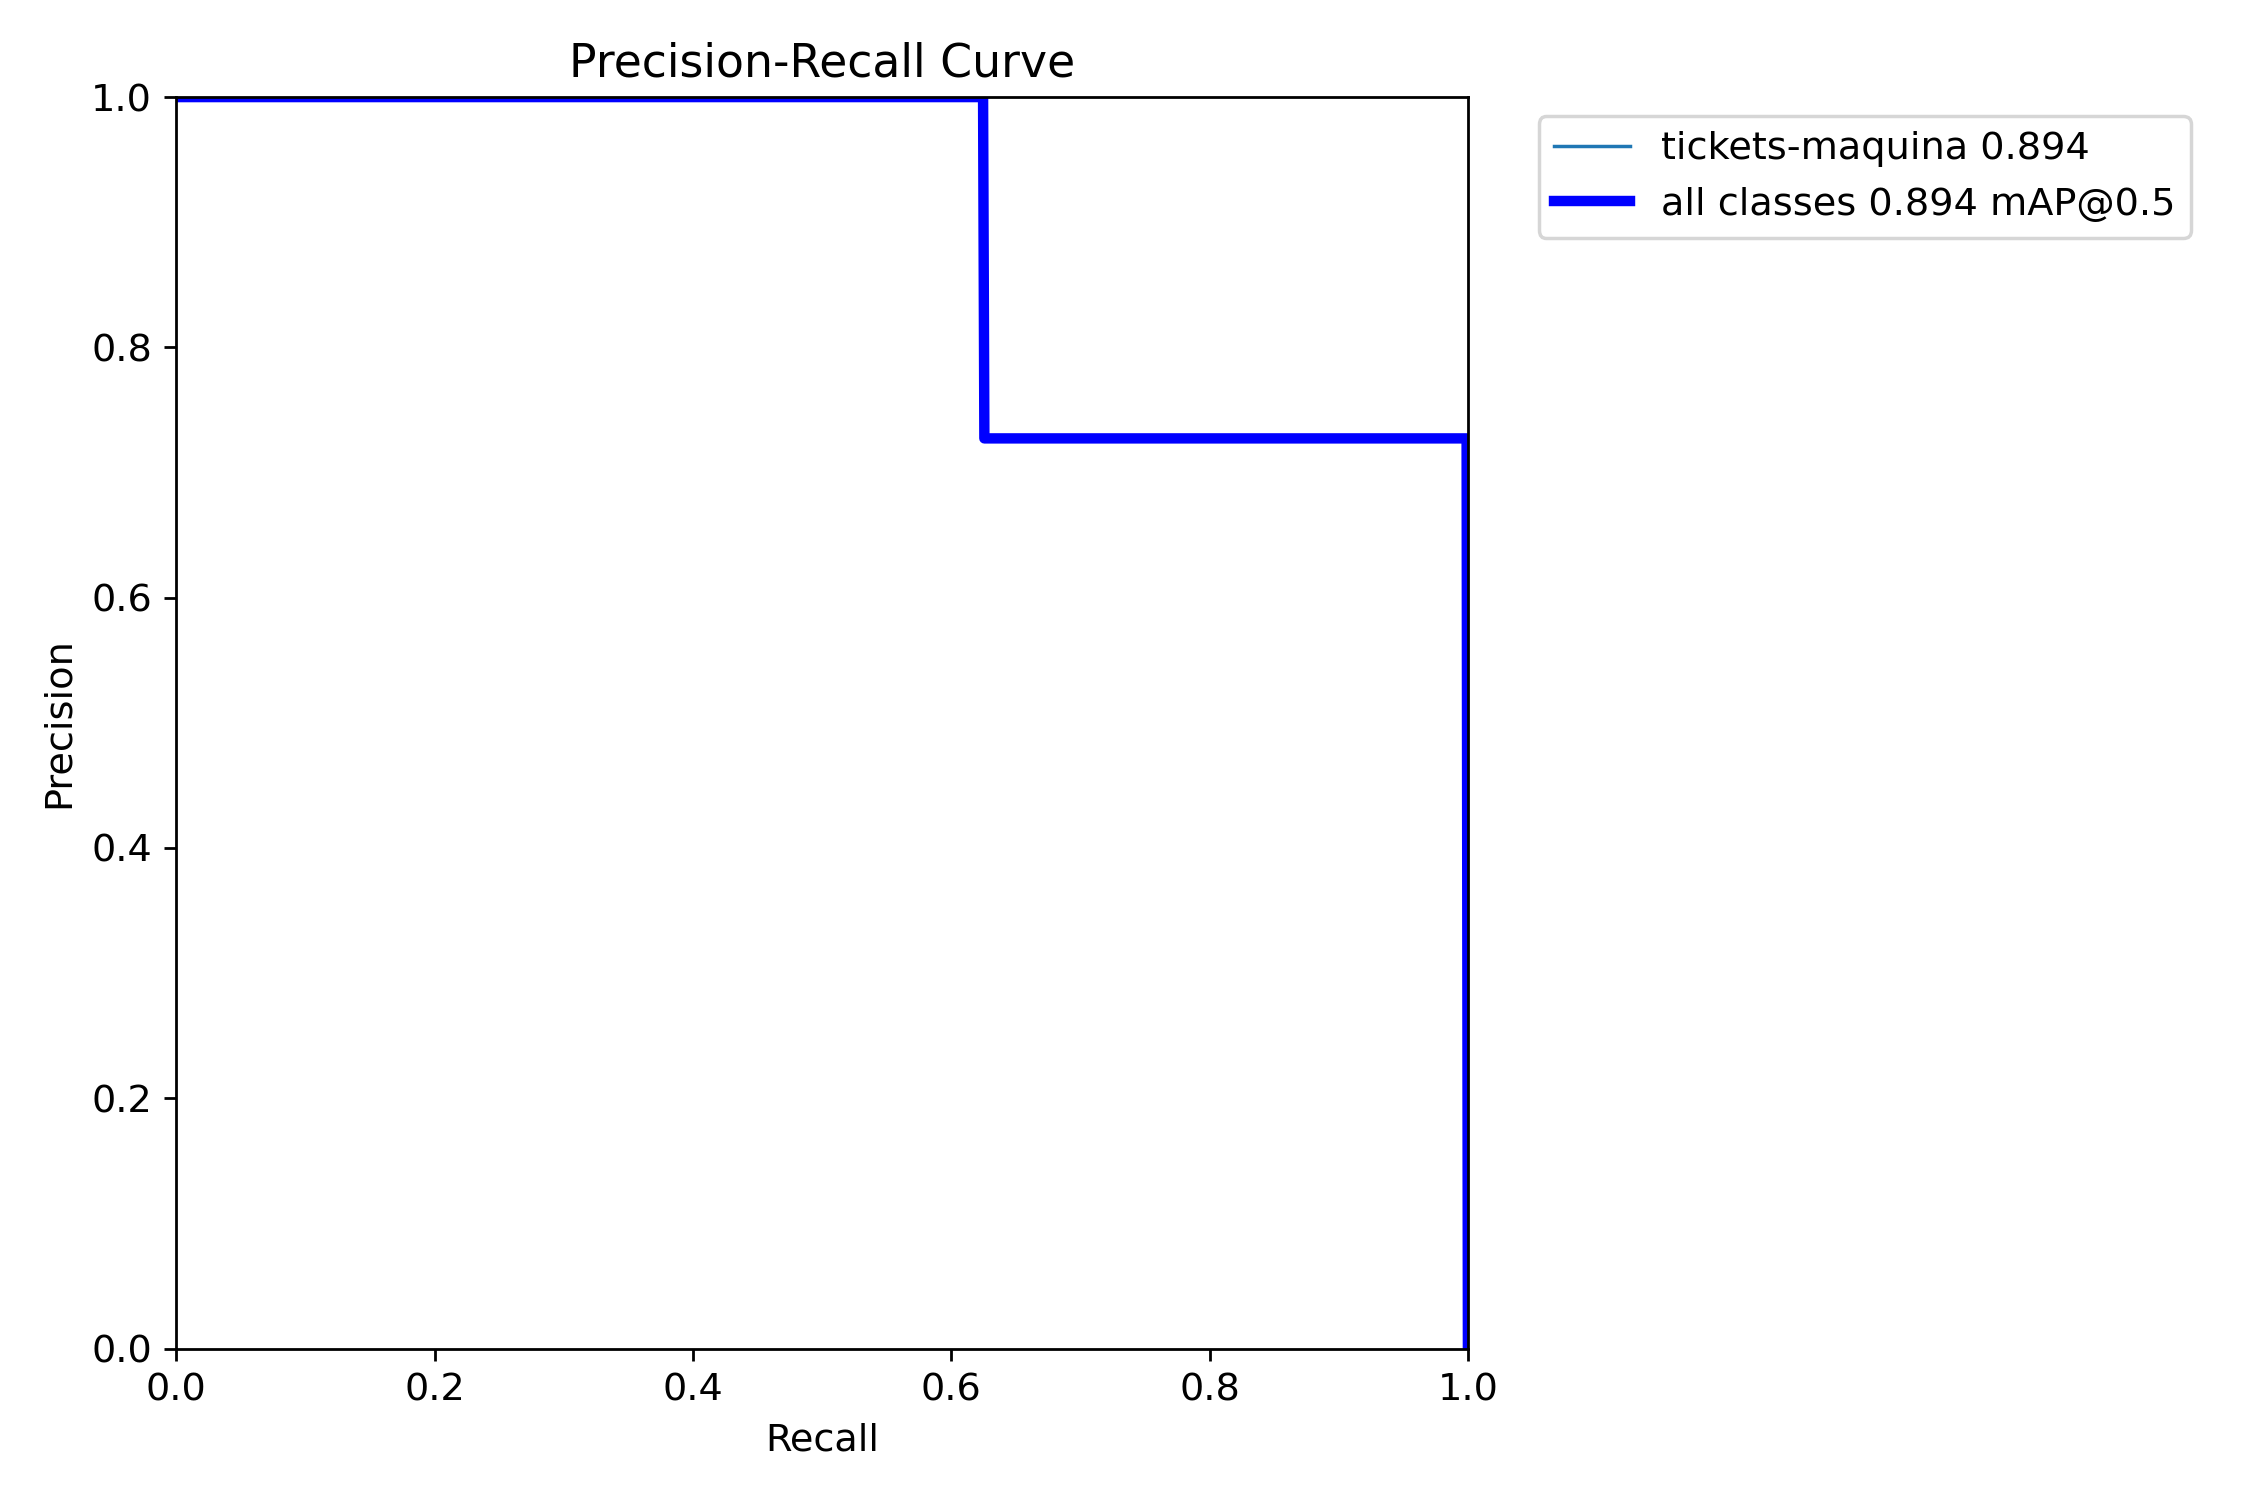 Precision-Recall Curve
1.0
0.8
0.6
0.4
0.2
0.0
Precision
0.0 0.2 0.4 0.6 0.8 1.0
Recall
tickets-maquina 0.894
all classes 0.894 mAP@0.5